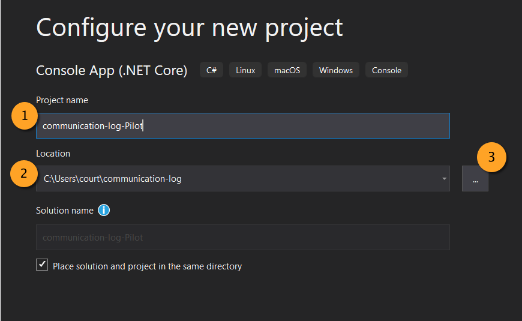 Configure your new project
Console App (.NET Core) C# Linux macOS Windows Console
Project name
1 communication-log-Pilot
Location 3
2 C:\Users\court\communication-log ...
Solution name i
communication-log-Pilot
Place solution and project in the same directory